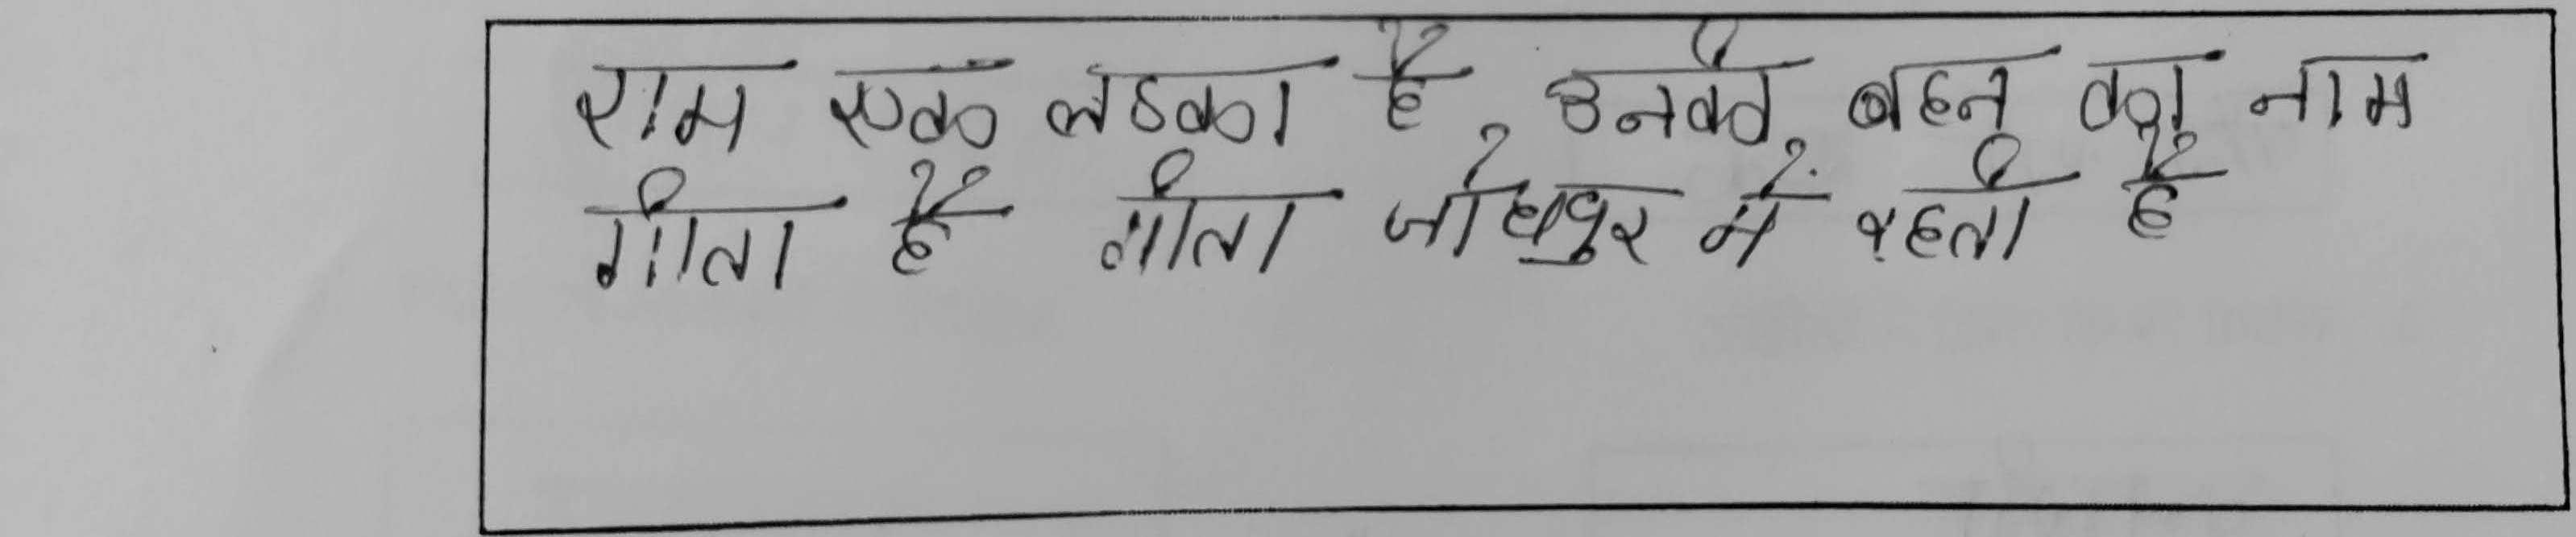 राम एक लडका है, उनकी बहन का नाम
गीता है गीता जोधपुर में रहती है